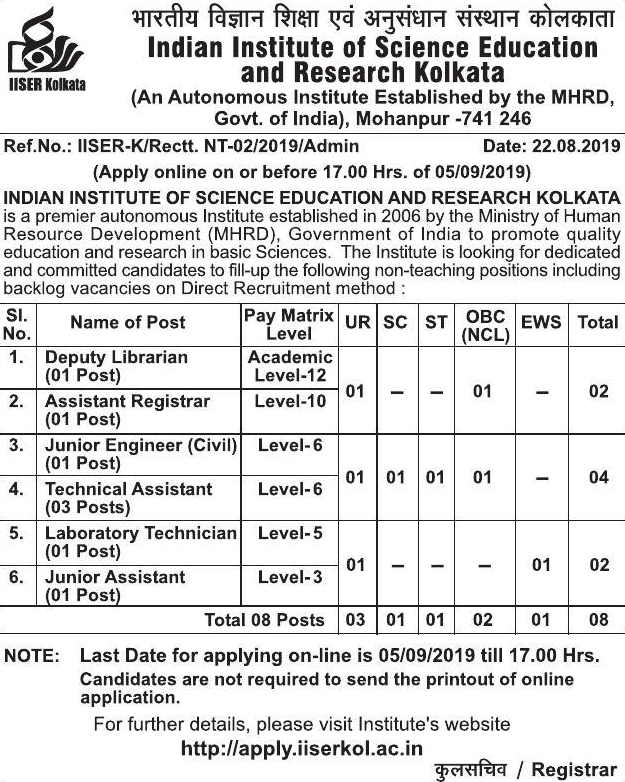 भारतीय विज्ञान शिक्षा एवं अनुसंधान संस्थान कोलकाता
Indian Institute of Science Education
and Research Kolkata
IISER Kolkata
(An Autonomous Institute Established by the MHRD,
Govt. of India), Mohanpur -741 246
Ref.No.: IISER-K/Rectt. NT-02/2019/Admin Date: 22.08.2019
(Apply online on or before 17.00 Hrs. of 05/09/2019)
INDIAN INSTITUTE OF SCIENCE EDUCATION AND RESEARCH KOLKATA
is a premier autonomous Institute established in 2006 by the Ministry of Human
Resource Development (MHRD), Government of India to promote quality
education and research in basic Sciences. The Institute is looking for dedicated
and committed candidates to fill-up the following non-teaching positions including
backlog vacancies on Direct Recruitment method :
Sl. No. Name of Post Pay Matrix Level UR SC ST OBC (NCL) EWS Total
1. Deputy Librarian (01 Post) Academic Level-12
2. Assistant Registrar (01 Post) Level-10
01 – – 01 – 02
3. Junior Engineer (Civil) (01 Post) Level- 6
4. Technical Assistant (03 Posts) Level- 6
01 01 01 01 – 04
5. Laboratory Technician (01 Post) Level- 5
6. Junior Assistant (01 Post) Level- 3
01 – – – 01 02
Total 08 Posts 03 01 01 02 01 08
NOTE: Last Date for applying on-line is 05/09/2019 till 17.00 Hrs.
Candidates are not required to send the printout of online
application.
For further details, please visit Institute's website
http://apply.iiserkol.ac.in
कुलसचिव / Registrar